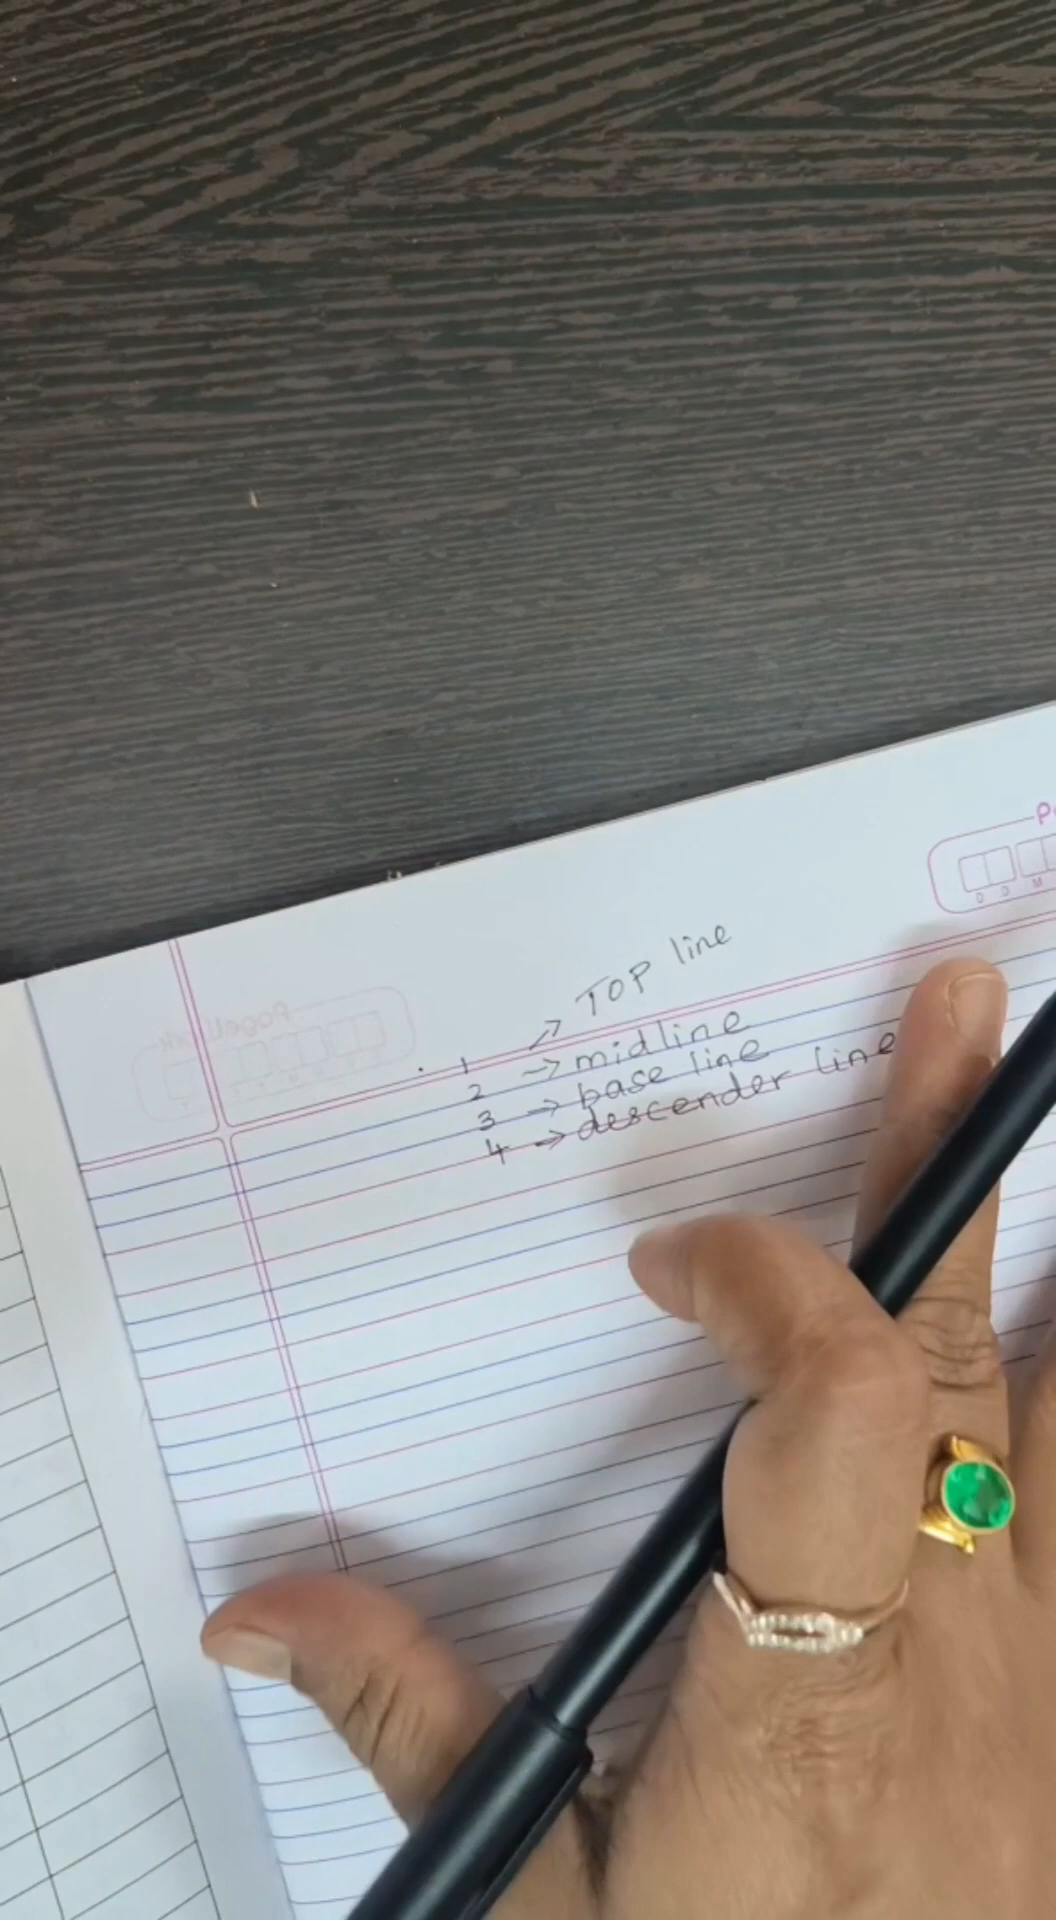 1 → TOP line
2 → midline
3 → base line
4 → descender line
D D M